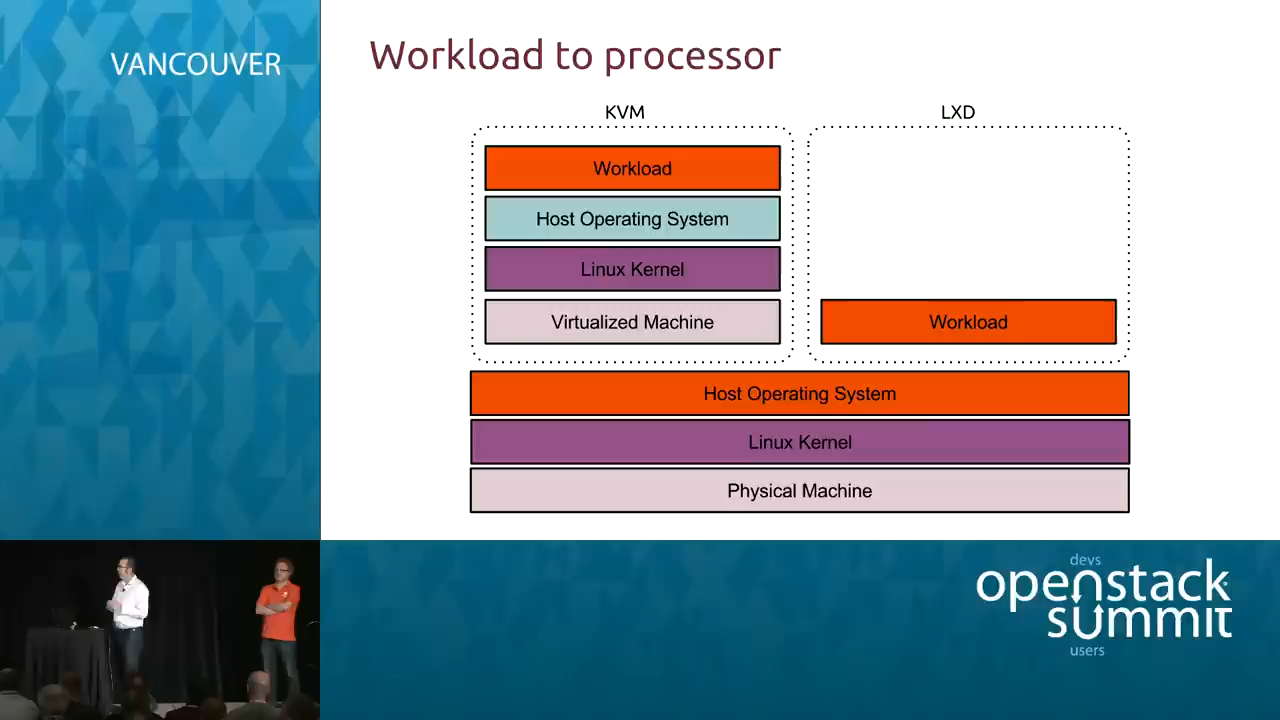 VANCOUVER
Workload to processor
KVM
LXD
Workload
Host Operating System
Linux Kernel
Virtualized Machine
Workload
Host Operating System
Linux Kernel
Physical Machine
devs
openstack
summit
users